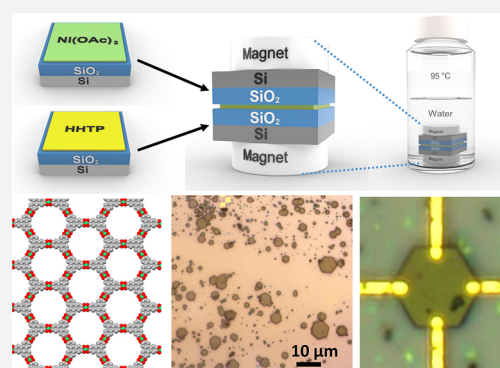 Ni(OAc)₂
SiO₂
Si
HHTP
SiO₂
Si
Magnet
Si
SiO₂
SiO₂
Si
Magnet
95 °C
Water
Magnet
Si
SiO₂
SiO₂
Magnet
10 µm